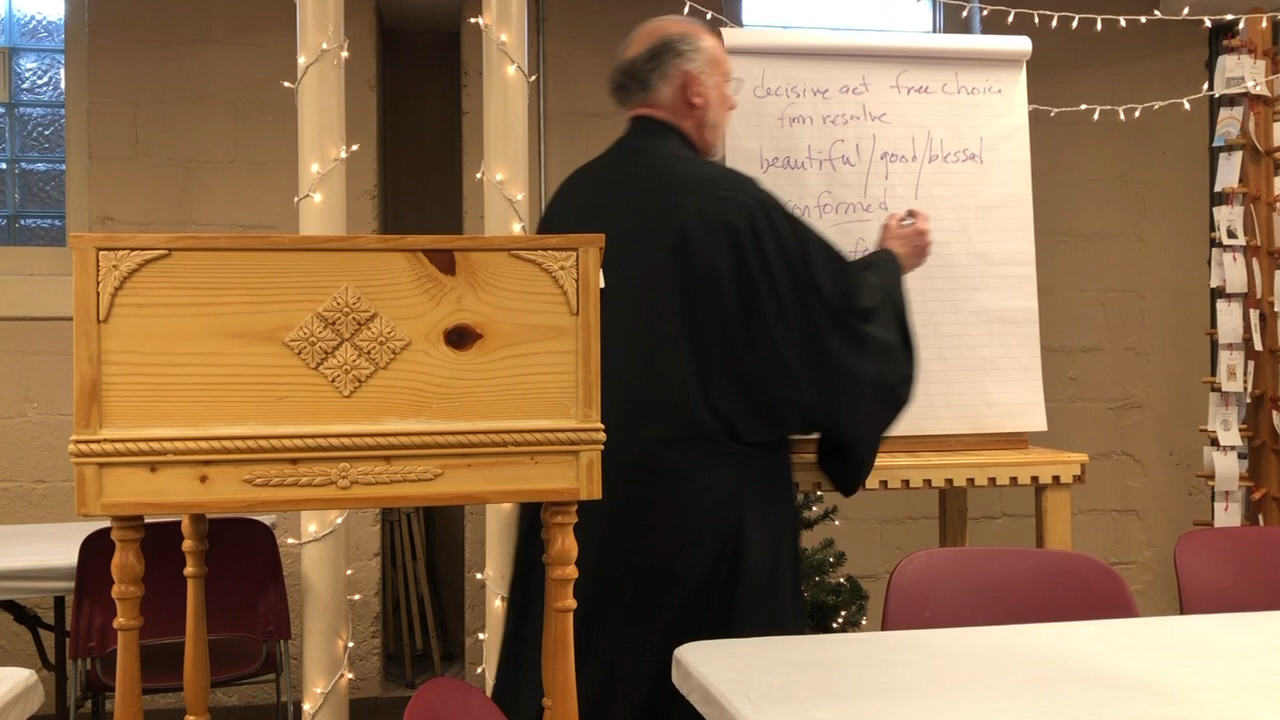 decisive act free choice
firm resolve
beautiful/good/blessed
conformed